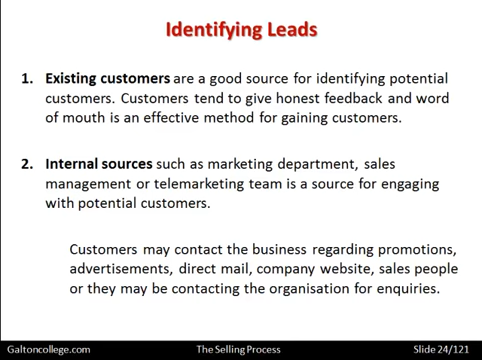 Identifying Leads
1. Existing customers are a good source for identifying potential
customers. Customers tend to give honest feedback and word
of mouth is an effective method for gaining customers.
2. Internal sources such as marketing department, sales
management or telemarketing team is a source for engaging
with potential customers.
Customers may contact the business regarding promotions,
advertisements, direct mail, company website, sales people
or they may be contacting the organisation for enquiries.
Galtoncollege.com The Selling Process Slide 24/121